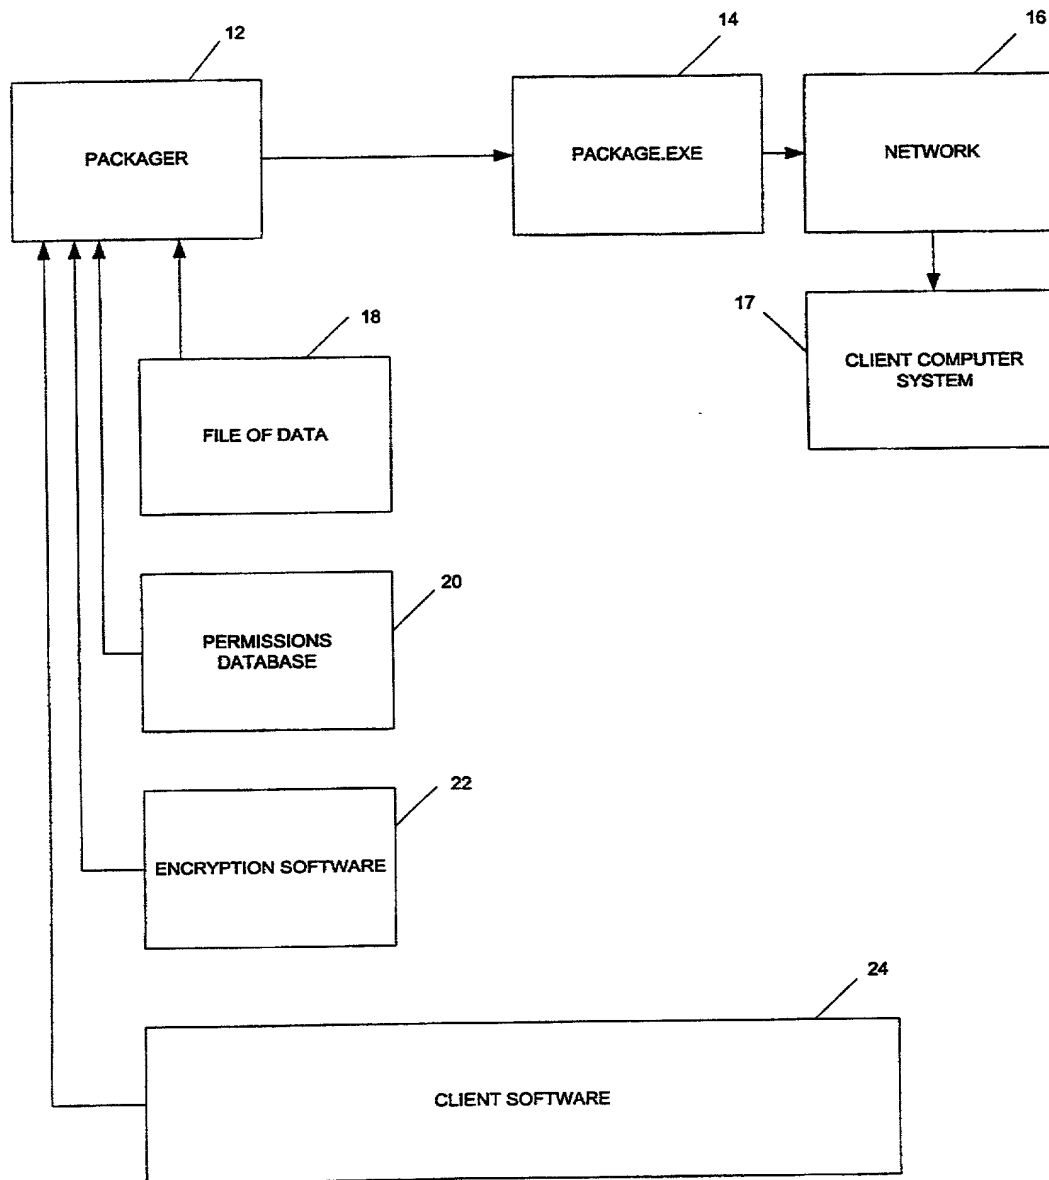 12
14
16
PACKAGER
PACKAGE.EXE
NETWORK
18
17
FILE OF DATA
CLIENT COMPUTER
SYSTEM
20
PERMISSIONS
DATABASE
22
ENCRYPTION SOFTWARE
24
CLIENT SOFTWARE